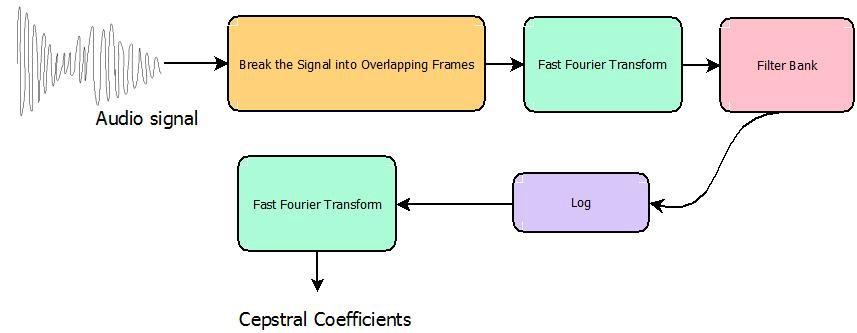 Break the Signal into Overlapping Frames
Fast Fourier Transform
Filter Bank
Audio signal
Fast Fourier Transform
Log
Cepstral Coefficients